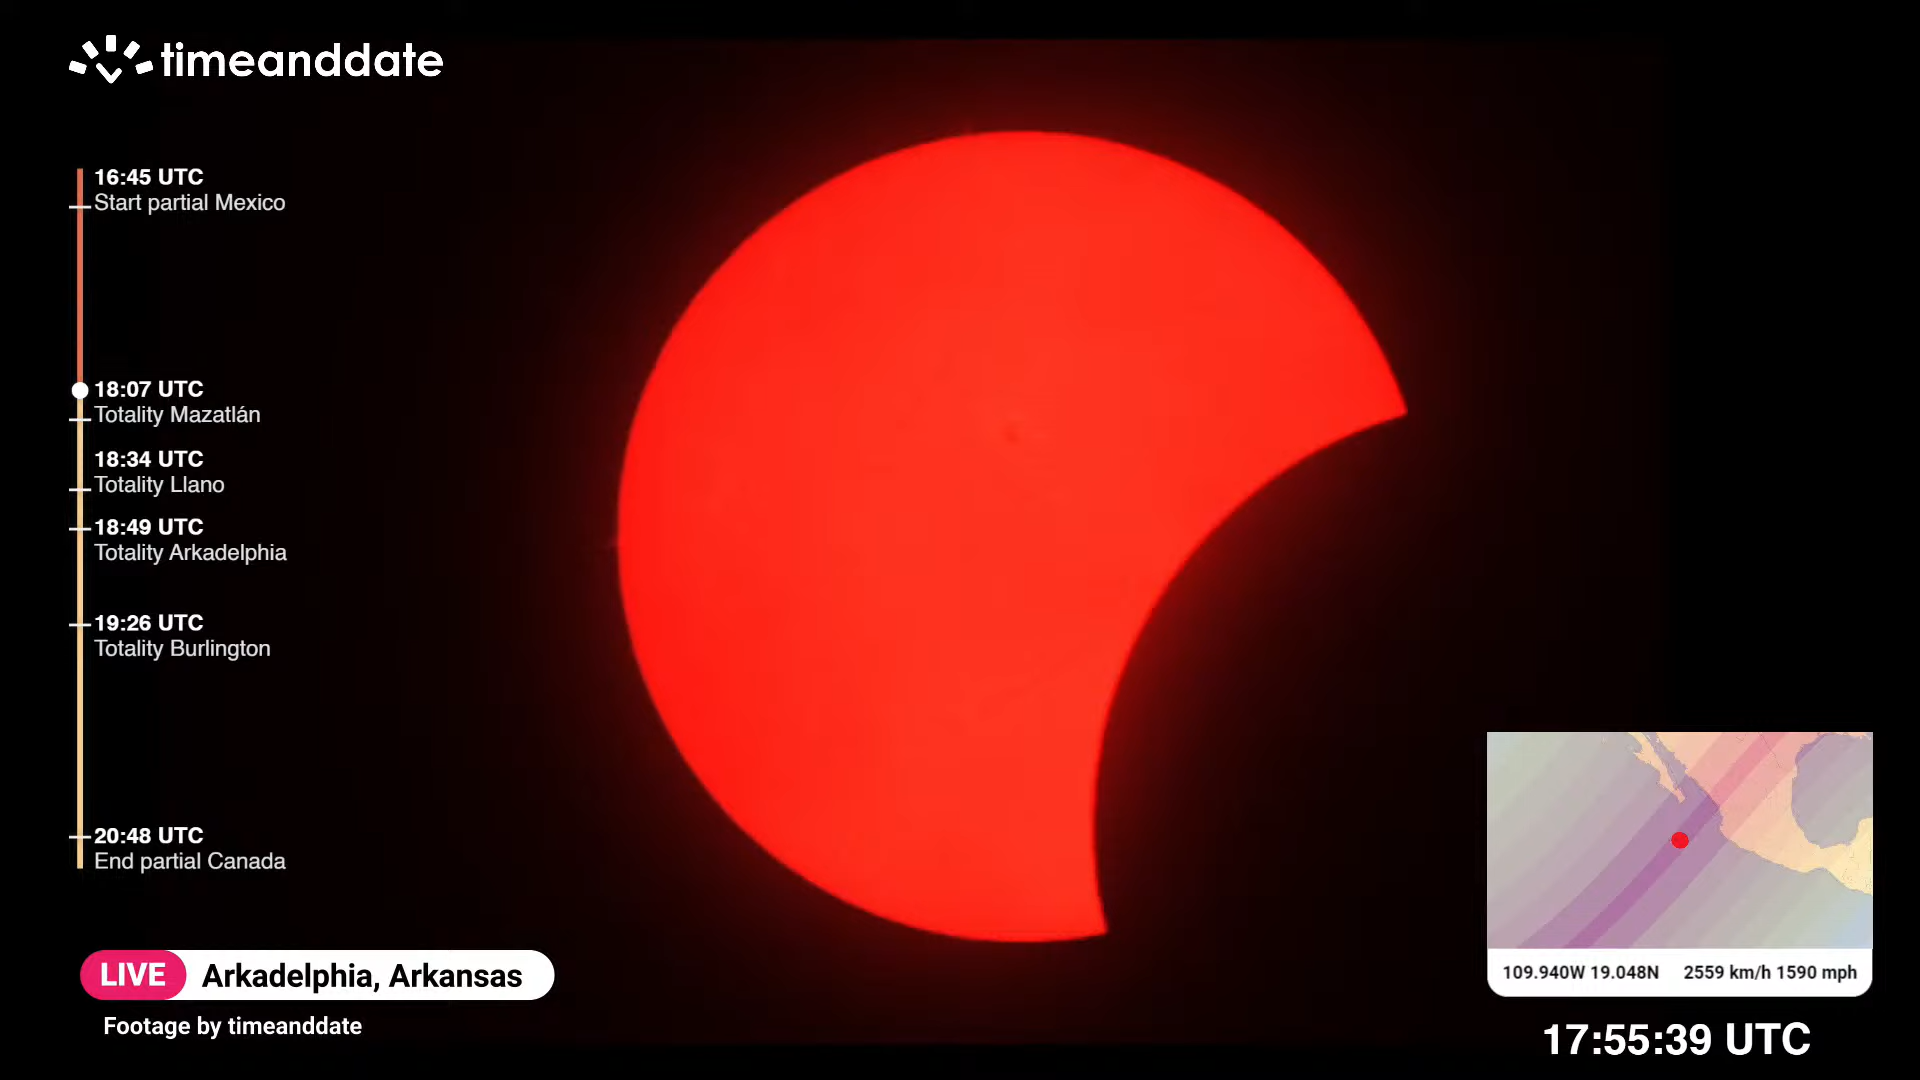 timeanddate
16:45 UTC
Start partial Mexico
18:07 UTC
Totality Mazatlán
18:34 UTC
Totality Llano
18:49 UTC
Totality Arkadelphia
19:26 UTC
Totality Burlington
20:48 UTC
End partial Canada
LIVE Arkadelphia, Arkansas
Footage by timeanddate
109.940W 19.048N 2559 km/h 1590 mph
17:55:39 UTC